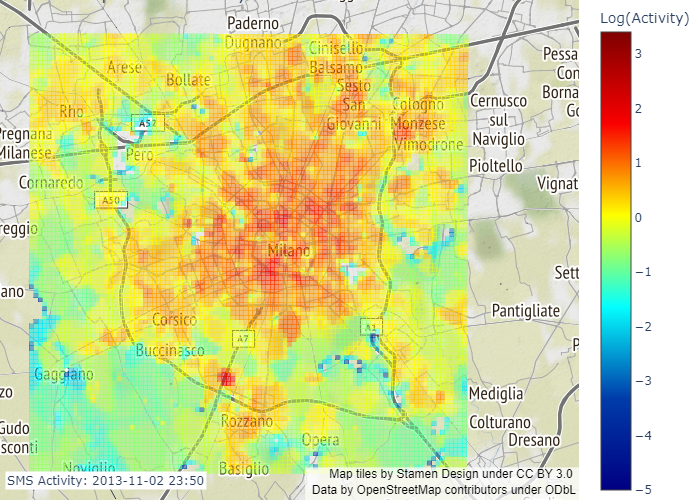 Log(Activity)
3
2
1
0
−1
−2
−3
−4
−5
Paderno
Dugnano
Cinisello
Balsamo
Arese
Bollate
Sesto
San
Giovanni
Rho
Cologno
Monzese
Vimodrone
Pessa
Con
Borna
Go
Cernusco
sul
Naviglio
A52
Pregnana
Milanese
Pero
Pioltello
Cornaredo
Vignat
A50
reggio
Milano
Sett
ano
Pantigliate
Corsico
A7
A1
Buccinasco
P
Gaggiano
zo
Mediglia
Rozzano
Colturano
Gudo
sconti
Opera
Dresano
Noviglio
Basiglio
SMS Activity: 2013-11-02 23:50
Map tiles by Stamen Design under CC BY 3.0
Data by OpenStreetMap contributors under ODbL